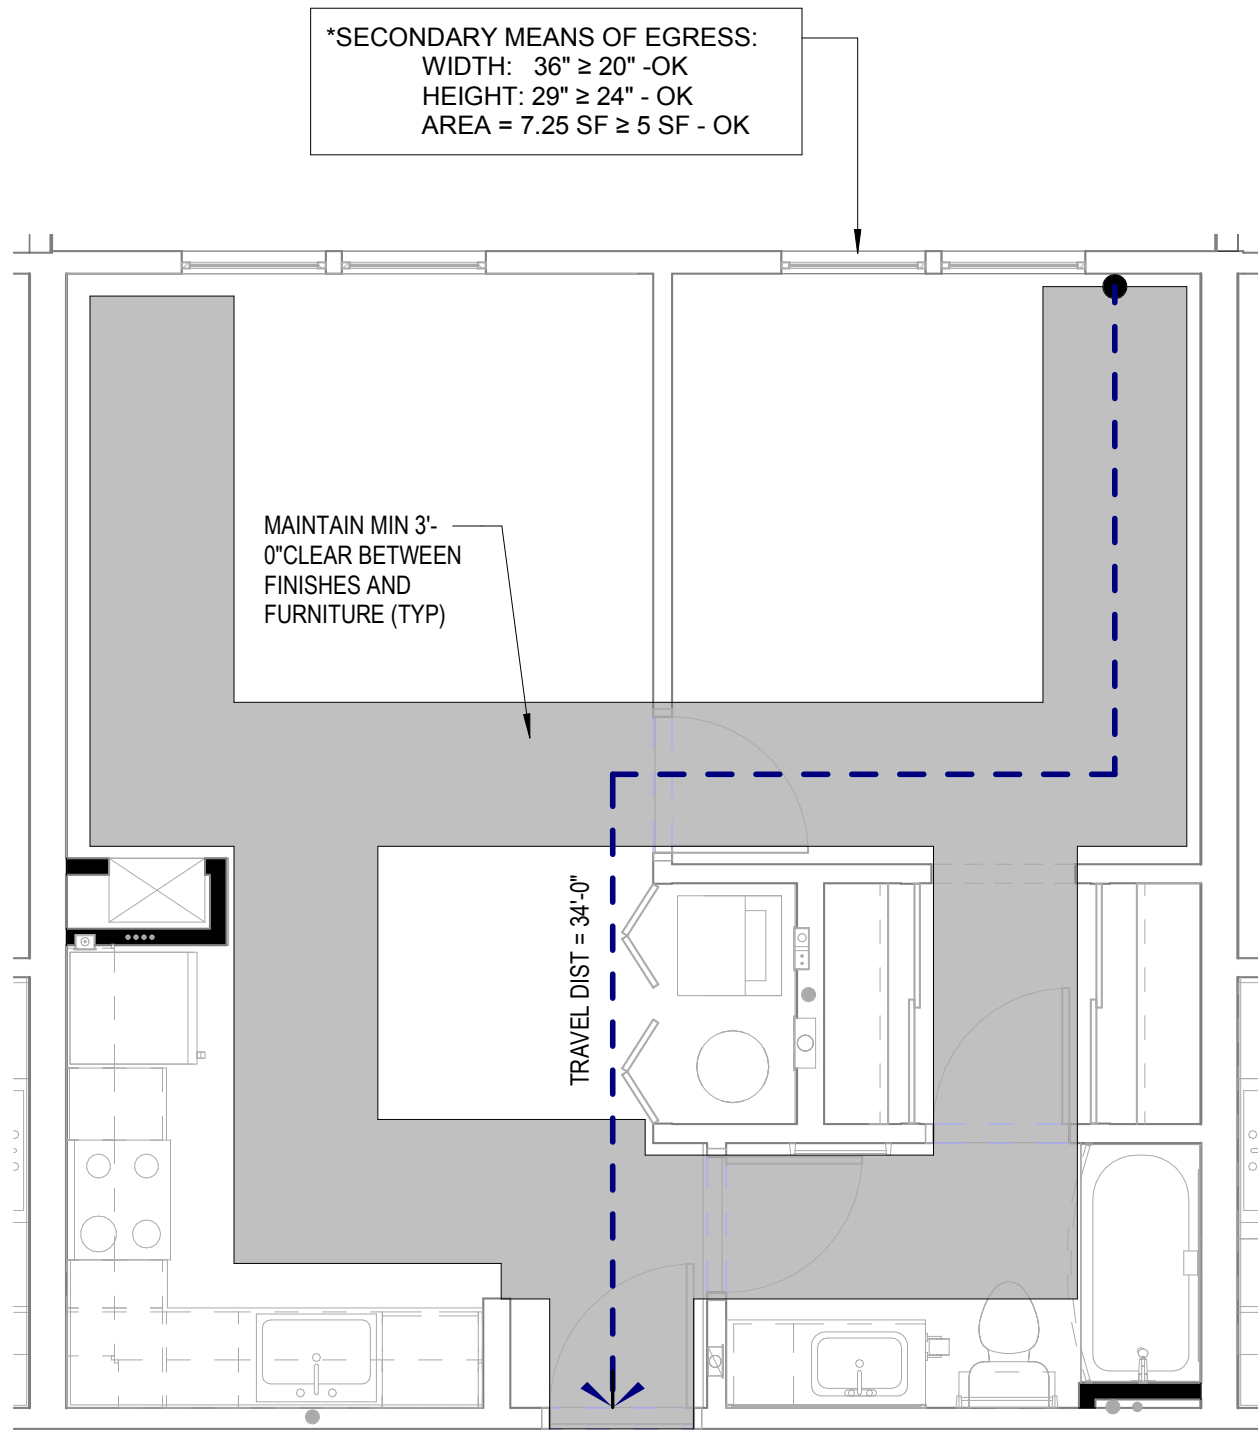 *SECONDARY MEANS OF EGRESS:
WIDTH: 36" ≥ 20" -OK
HEIGHT: 29" ≥ 24" - OK
AREA = 7.25 SF ≥ 5 SF - OK
MAINTAIN MIN 3'-
0"CLEAR BETWEEN
FINISHES AND
FURNITURE (TYP)
TRAVEL DIST = 34'-0"